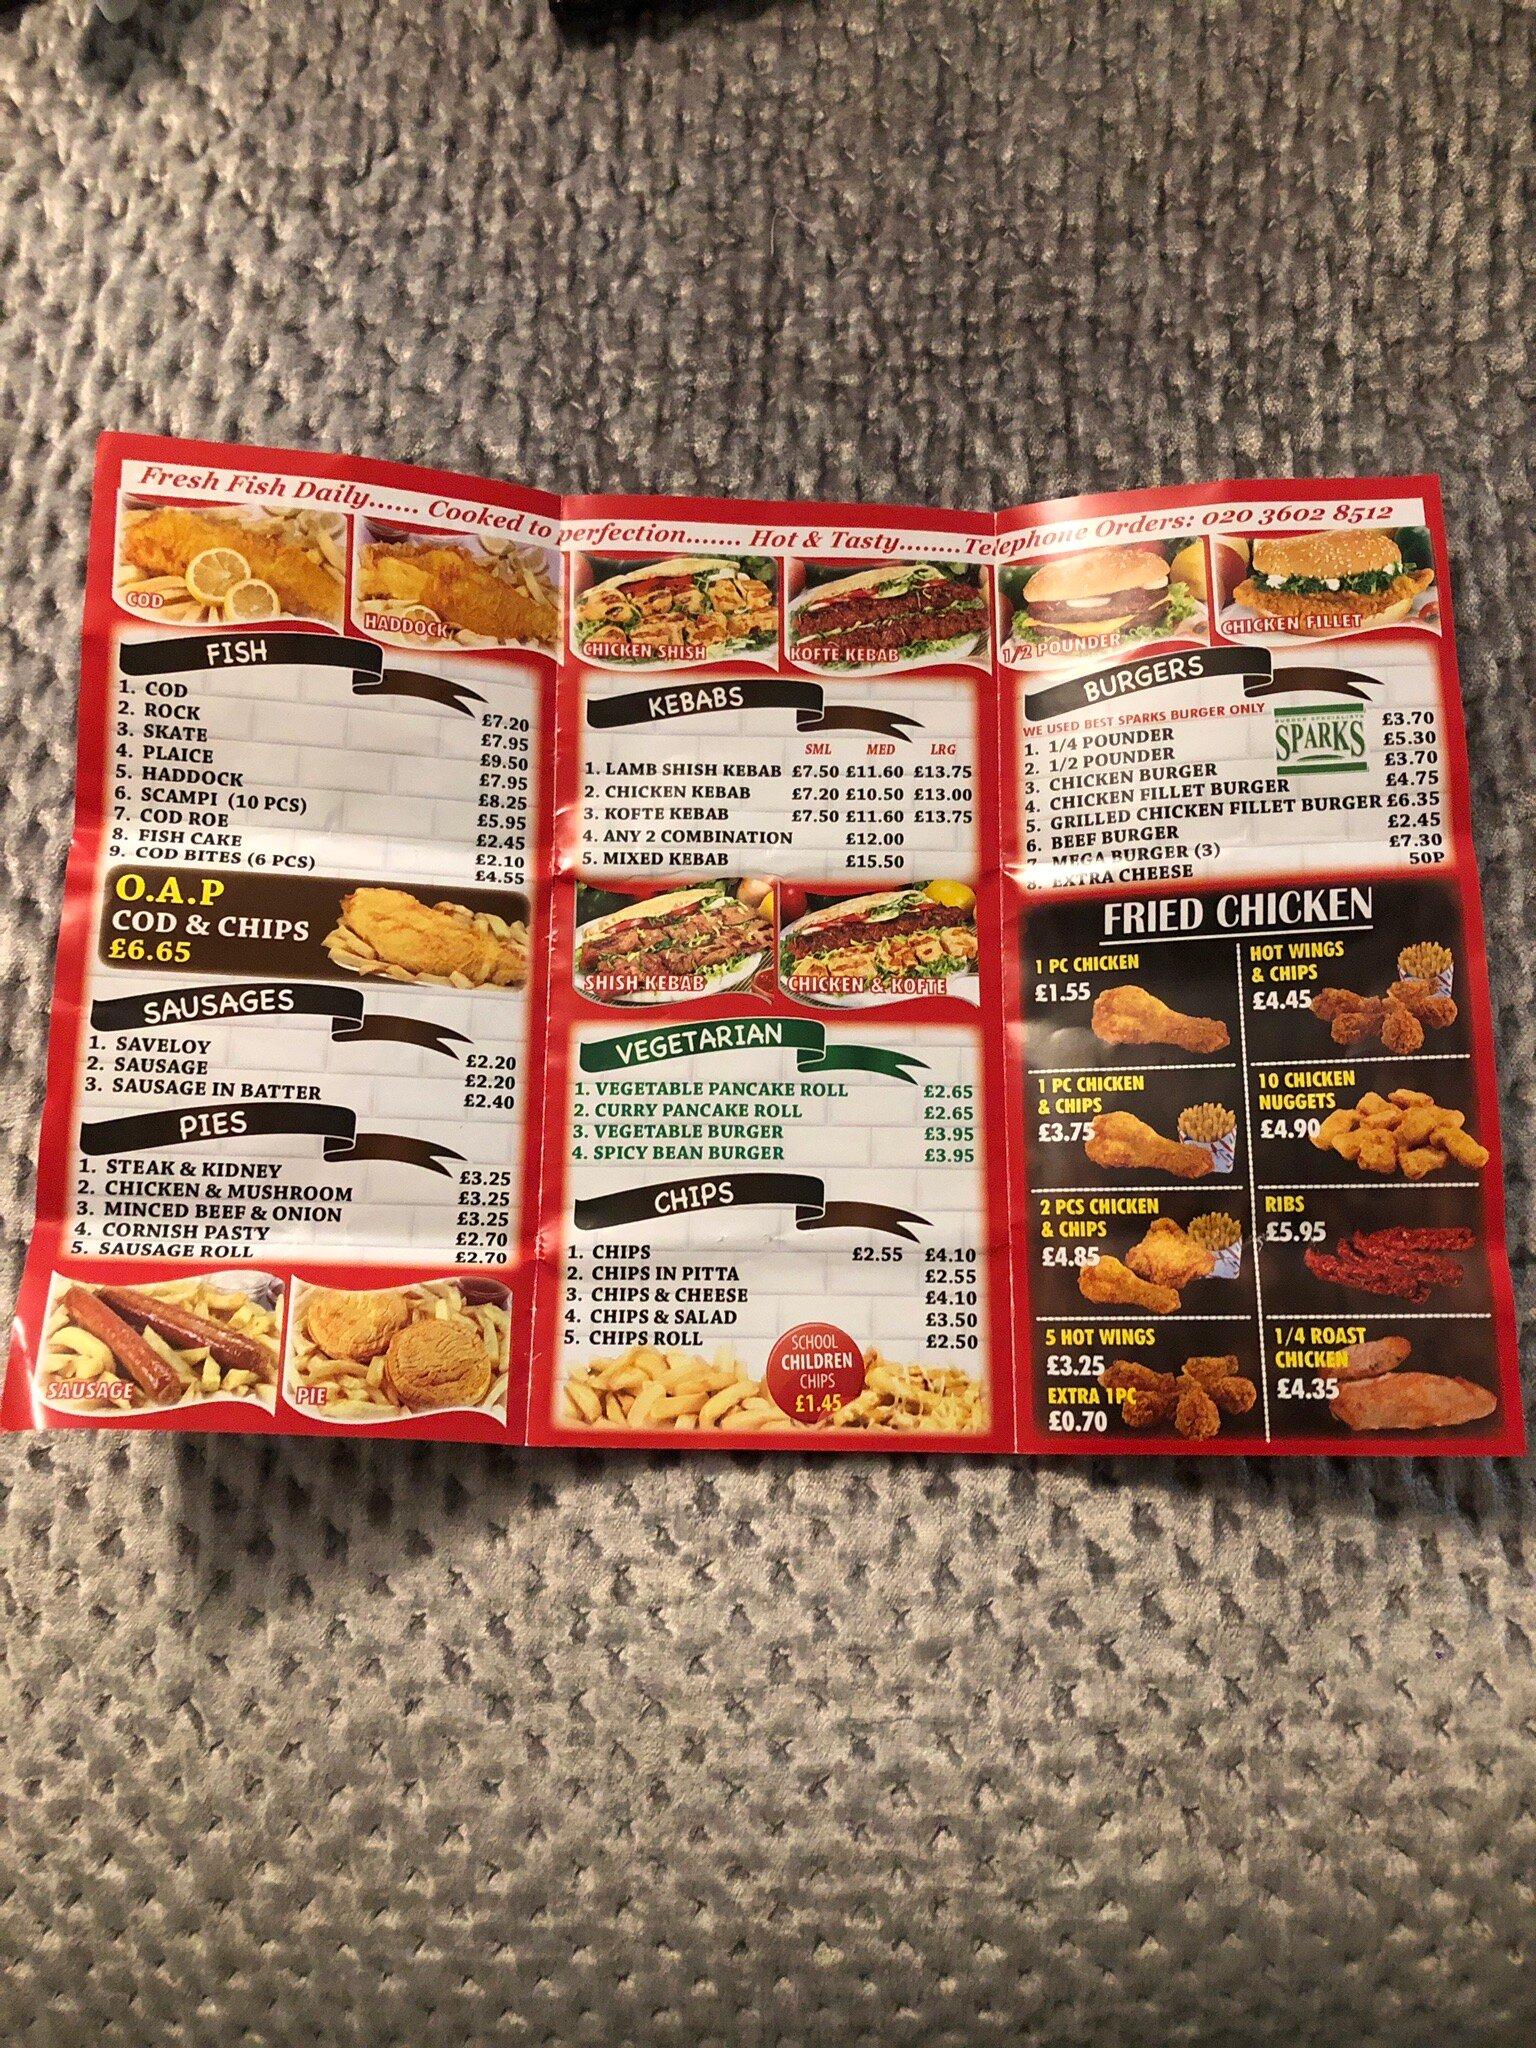 Fresh Fish Daily...... Cooked to perfection....... Hot & Tasty........Telephone Orders: 020 3602 8512
COD
HADDOCK
FISH
1. COD £7.20
2. ROCK £7.95
3. SKATE £9.50
4. PLAICE £7.95
5. HADDOCK £8.25
6. SCAMPI (10 PCS) £5.95
7. COD ROE £2.45
8. FISH CAKE £2.10
9. COD BITES (6 PCS) £4.55
O.A.P
COD & CHIPS
£6.65
SAUSAGES
1. SAVELOY £2.20
2. SAUSAGE £2.20
3. SAUSAGE IN BATTER £2.40
PIES
1. STEAK & KIDNEY £3.25
2. CHICKEN & MUSHROOM £3.25
3. MINCED BEEF & ONION £3.25
4. CORNISH PASTY £2.70
5. SAUSAGE ROLL £2.70
SAUSAGE
PIE
CHICKEN SHISH
KOFTE KEBAB
KEBABS
SML MED LRG
1. LAMB SHISH KEBAB £7.50 £11.60 £13.75
2. CHICKEN KEBAB £7.20 £10.50 £13.00
3. KOFTE KEBAB £7.50 £11.60 £13.75
4. ANY 2 COMBINATION £12.00
5. MIXED KEBAB £15.50
SHISH KEBAB
CHICKEN & KOFTE
VEGETARIAN
1. VEGETABLE PANCAKE ROLL £2.65
2. CURRY PANCAKE ROLL £2.65
3. VEGETABLE BURGER £3.95
4. SPICY BEAN BURGER £3.95
CHIPS
1. CHIPS £2.55 £4.10
2. CHIPS IN PITTA £2.55
3. CHIPS & CHEESE £4.10
4. CHIPS & SALAD £3.50
5. CHIPS ROLL £2.50
SCHOOL
CHILDREN
CHIPS
£1.45
1/2 POUNDER
CHICKEN FILLET
BURGERS
WE USED BEST SPARKS BURGER ONLY
BURGER SPECIALISTS
SPARKS
1. 1/4 POUNDER £3.70
2. 1/2 POUNDER £5.30
3. CHICKEN BURGER £3.70
4. CHICKEN FILLET BURGER £4.75
5. GRILLED CHICKEN FILLET BURGER £6.35
6. BEEF BURGER £2.45
7. MEGA BURGER (3) £7.30
8. EXTRA CHEESE 50P
FRIED CHICKEN
1 PC CHICKEN
£1.55
HOT WINGS
& CHIPS
£4.45
1 PC CHICKEN
& CHIPS
£3.75
10 CHICKEN
NUGGETS
£4.90
2 PCS CHICKEN
& CHIPS
£4.85
RIBS
£5.95
5 HOT WINGS
£3.25
EXTRA 1PC
£0.70
1/4 ROAST
CHICKEN
£4.35